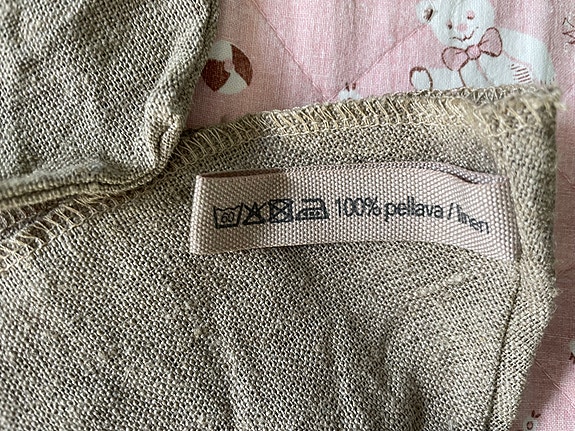 100% pellava / linen